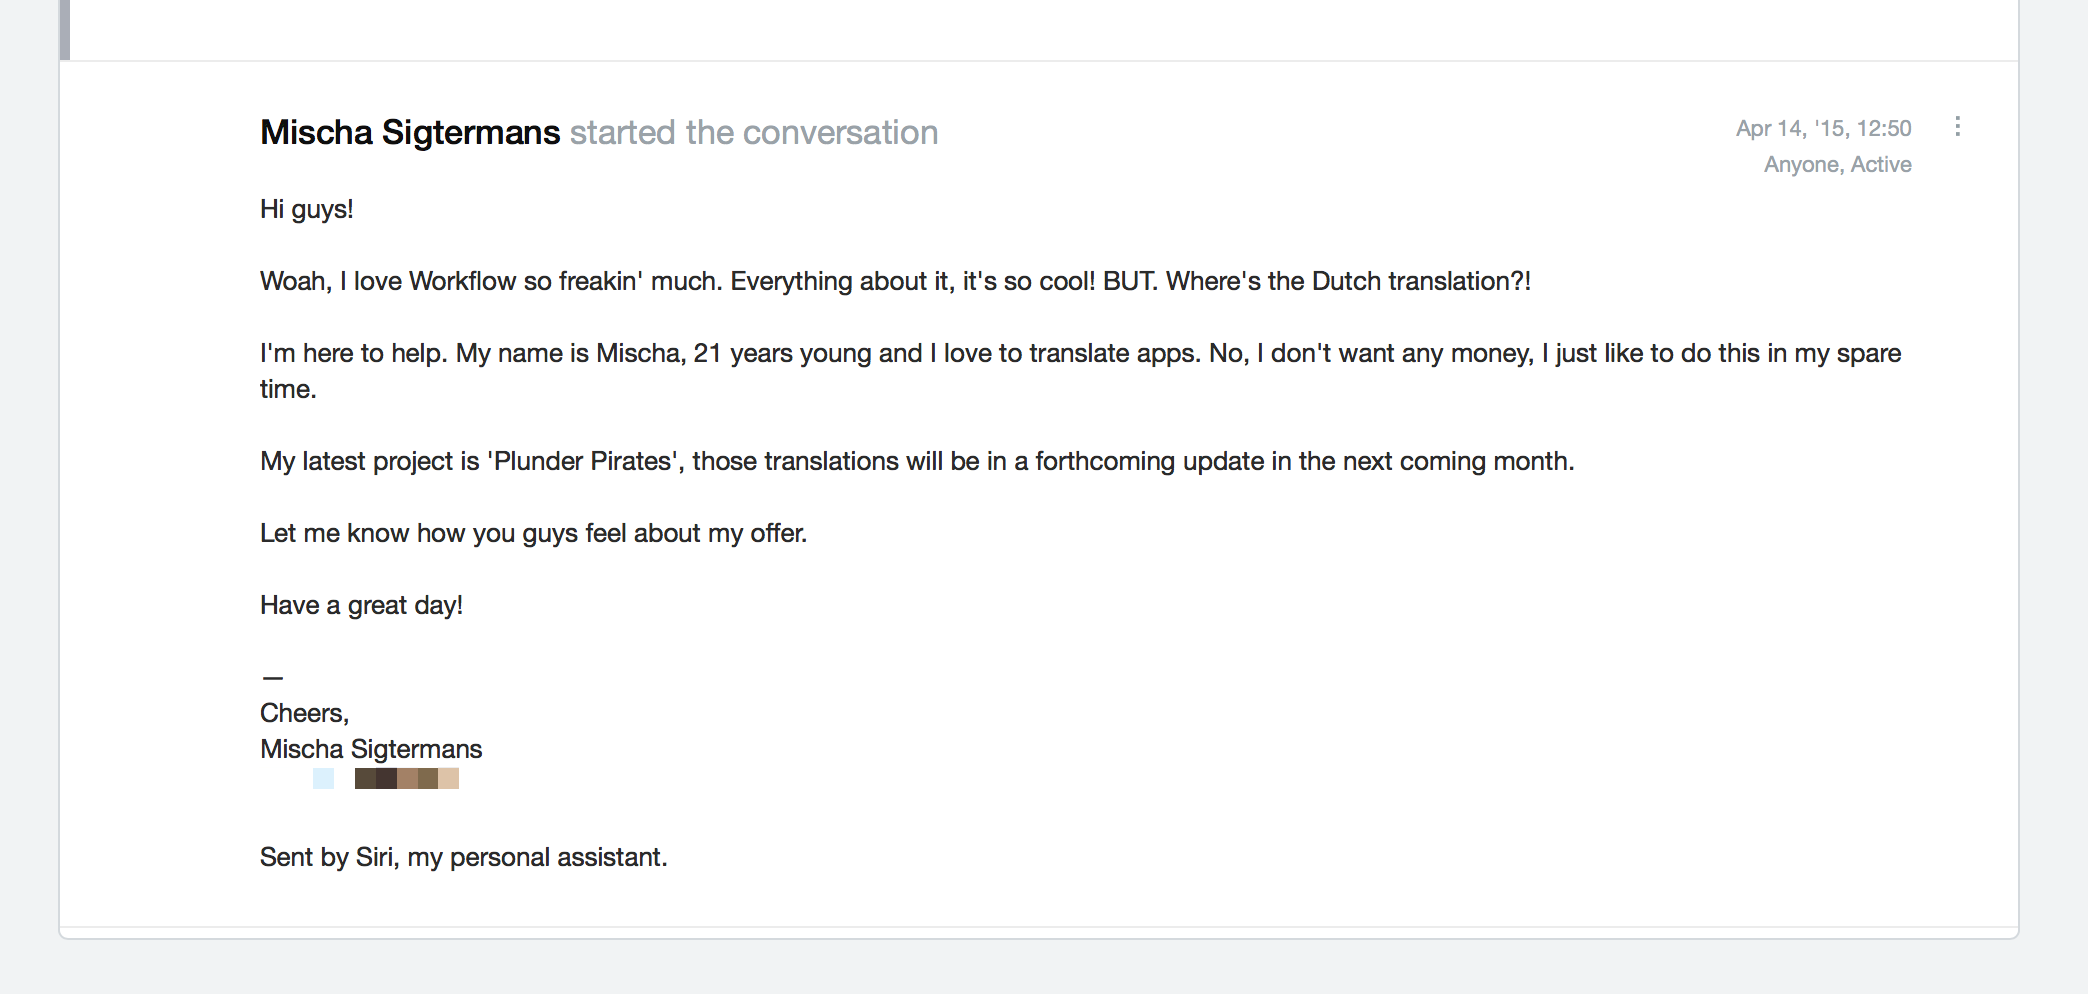 Mischa Sigtermans started the conversation
Apr 14, '15, 12:50
Anyone, Active
Hi guys!
Woah, I love Workflow so freakin' much. Everything about it, it's so cool! BUT. Where's the Dutch translation?!
I'm here to help. My name is Mischa, 21 years young and I love to translate apps. No, I don't want any money, I just like to do this in my spare
time.
My latest project is 'Plunder Pirates', those translations will be in a forthcoming update in the next coming month.
Let me know how you guys feel about my offer.
Have a great day!
—
Cheers,
Mischa Sigtermans
Sent by Siri, my personal assistant.